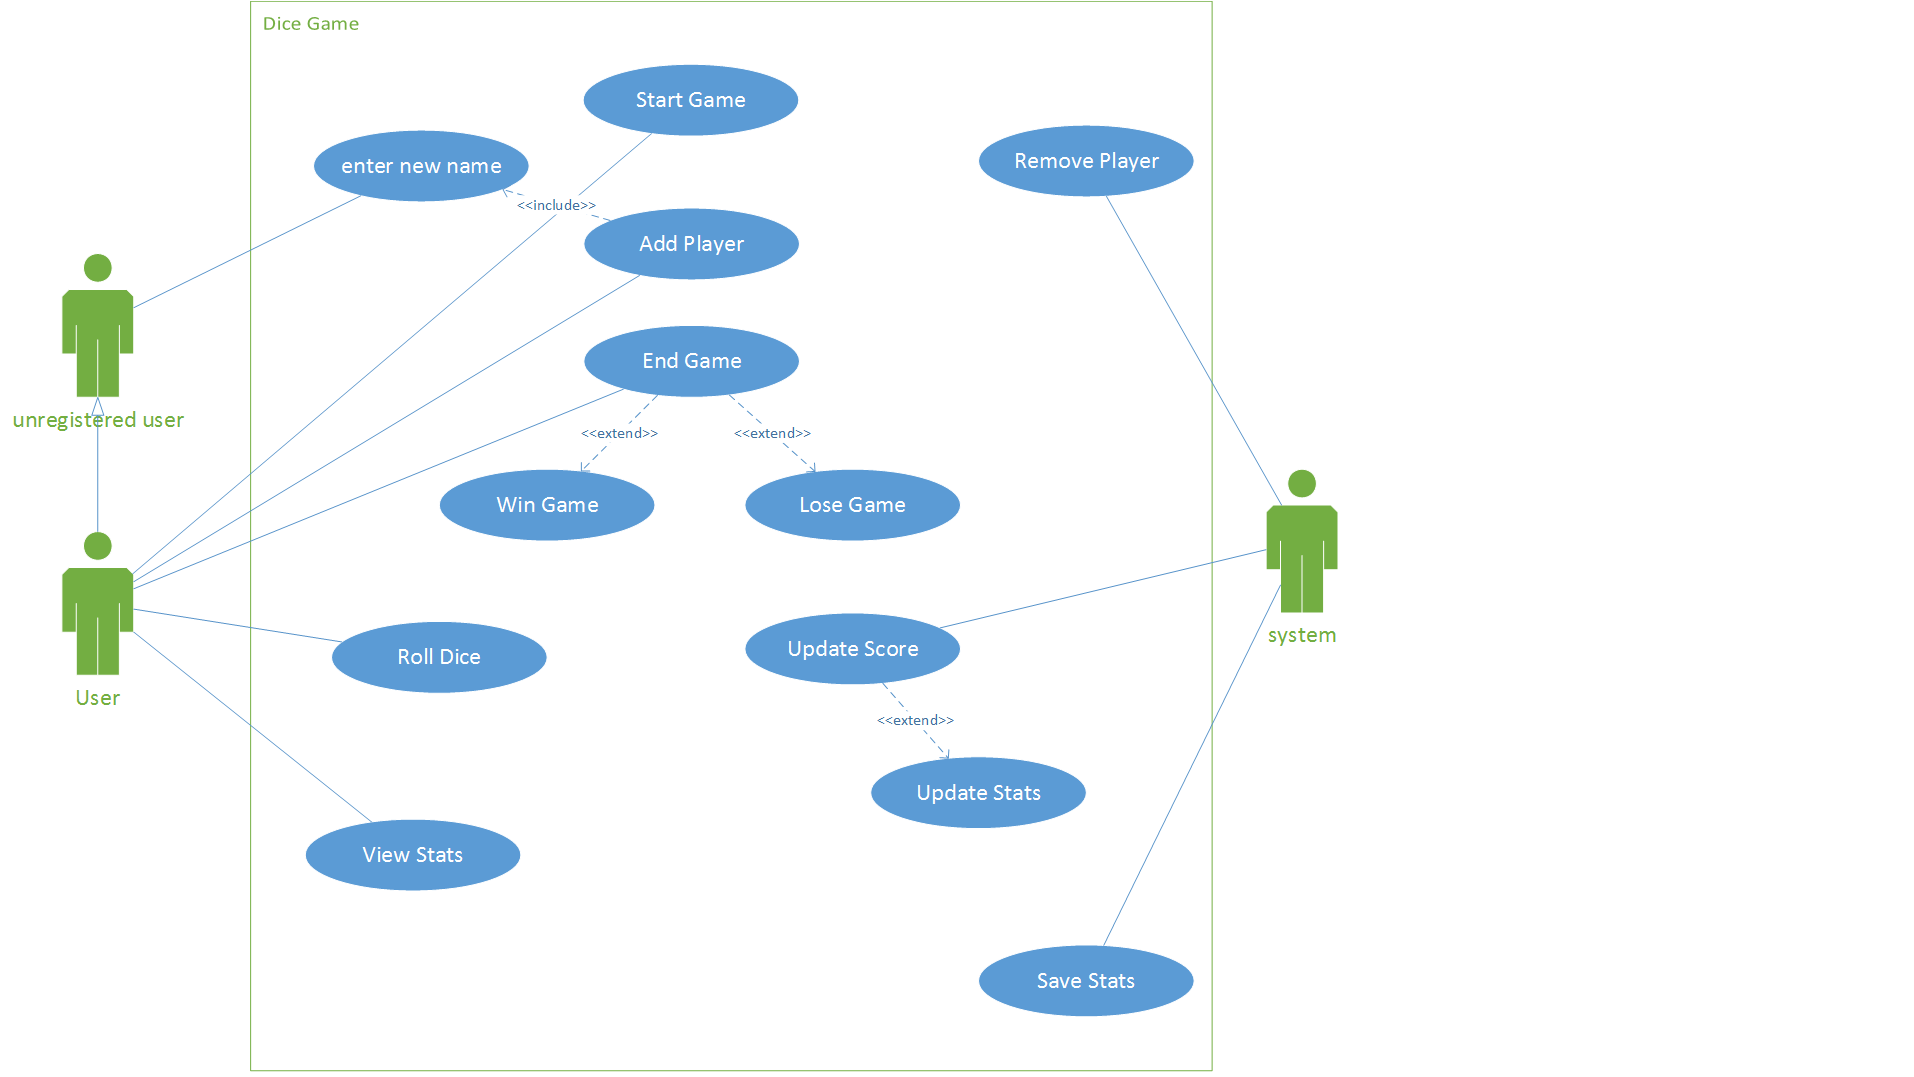 Dice Game
Start Game
enter new name
Remove Player
<<include>>
Add Player
End Game
unregistered user
<<extend>>
<<extend>>
Win Game
Lose Game
system
Update Score
Roll Dice
User
<<extend>>
Update Stats
View Stats
Save Stats